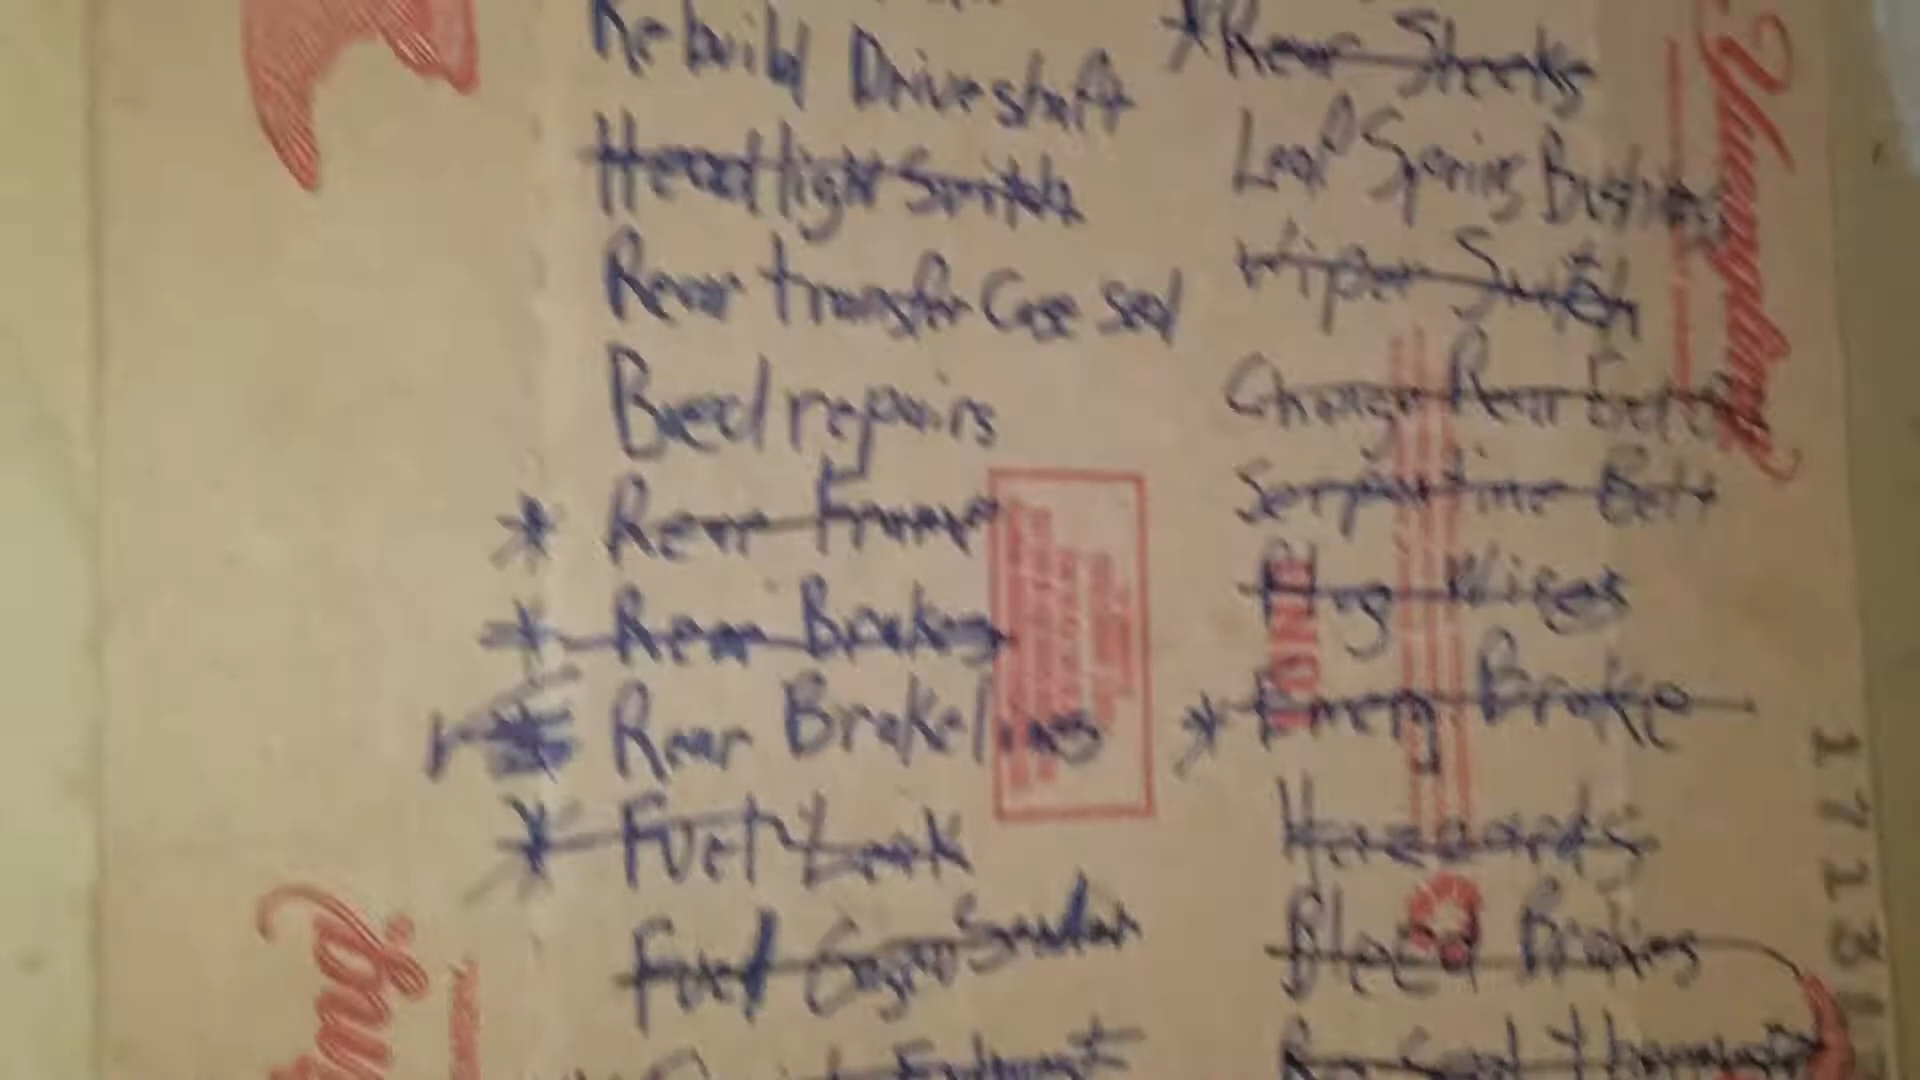 Rebuild Driveshaft
Headlight Switch
Rear transfer Case seal
Bed repairs
* Rear Frame
* Rear Brakes
* Rear Brakelines
* Fuel Leak
Fuel Gage Sender
* Rear Shocks
Leaf Spring Bushings
Wiper Switch
Change Rear
Serpentine Belt
Plug Wires
* Emerg Brake
Hazards
Bleed Brakes
1723